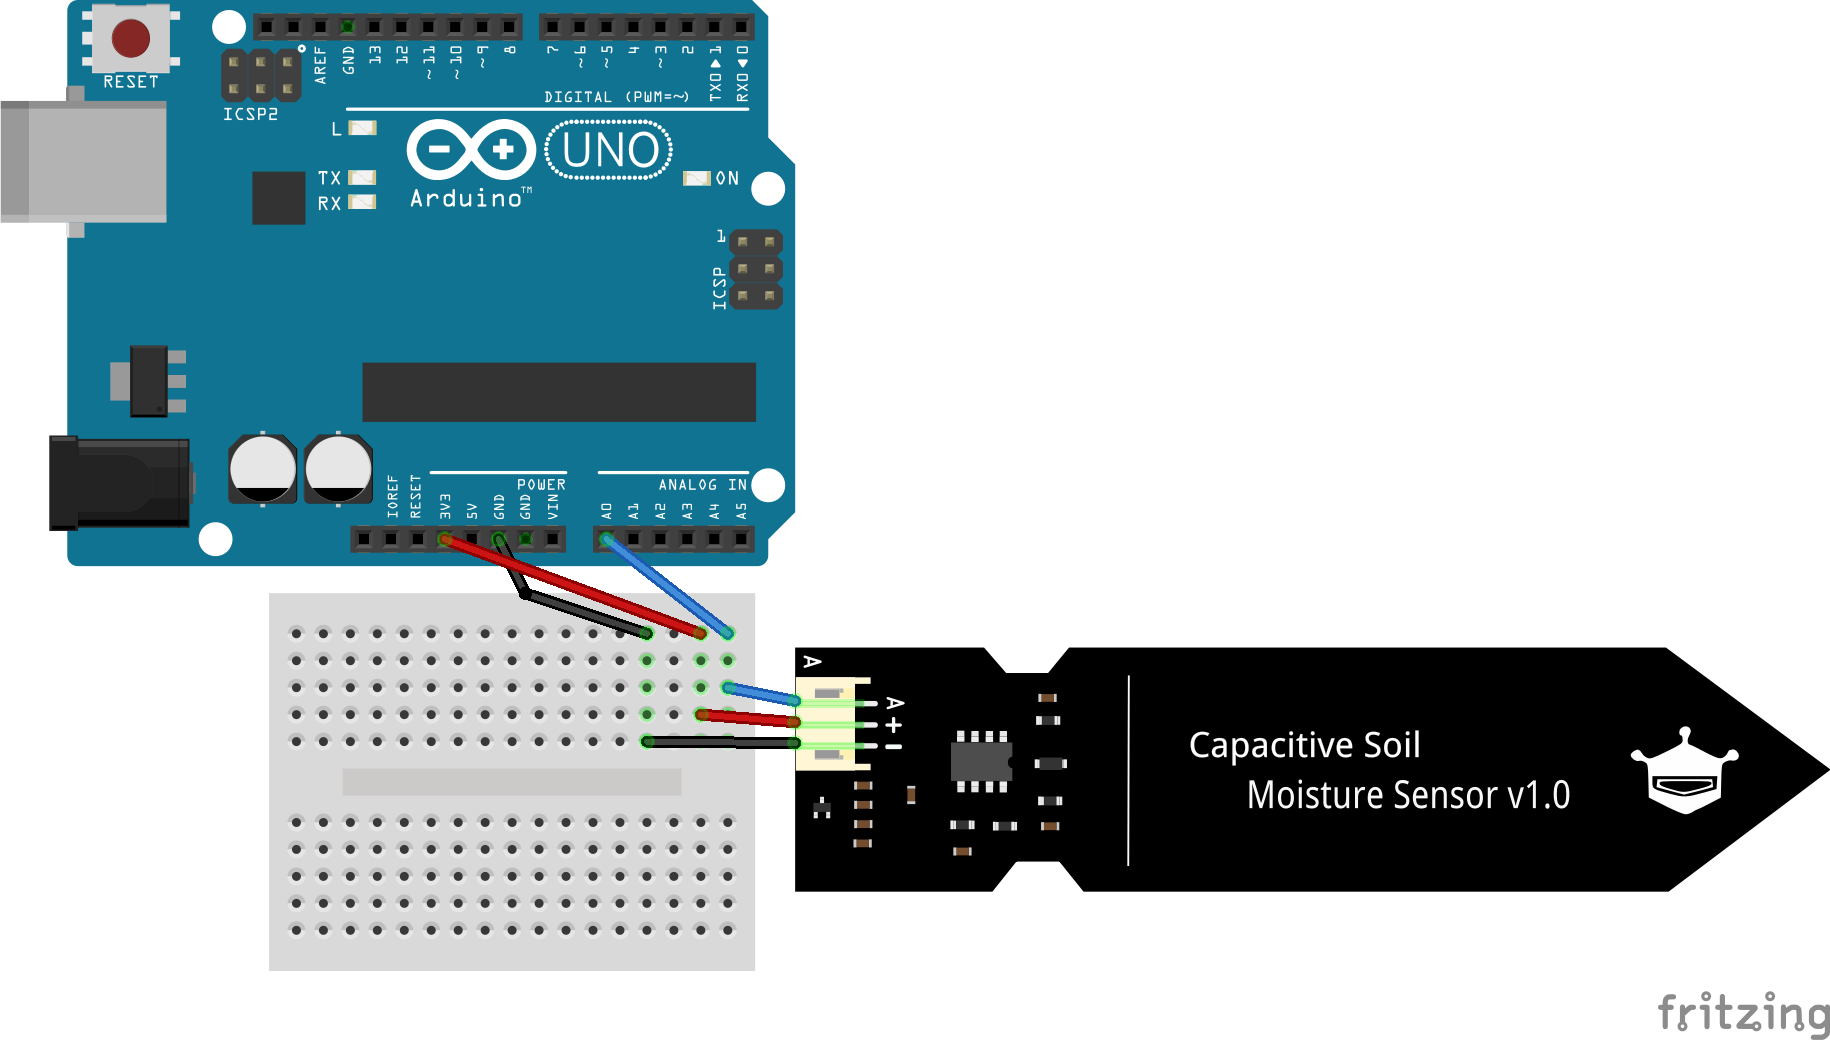 RESET
ICSP2
AREF
GND
13
12
~11
~10
~9
8
7
~6
~5
4
~3
2
TX0▶1
RX0◀0
DIGITAL (PWM=~)
L
TX
RX
Arduino™
UNO
ON
1
ICSP
POWER
ANALOG IN
IOREF
RESET
3V3
5V
GND
GND
VIN
A0
A1
A2
A3
A4
A5
A
A
+
-
Capacitive Soil
Moisture Sensor v1.0
fritzing